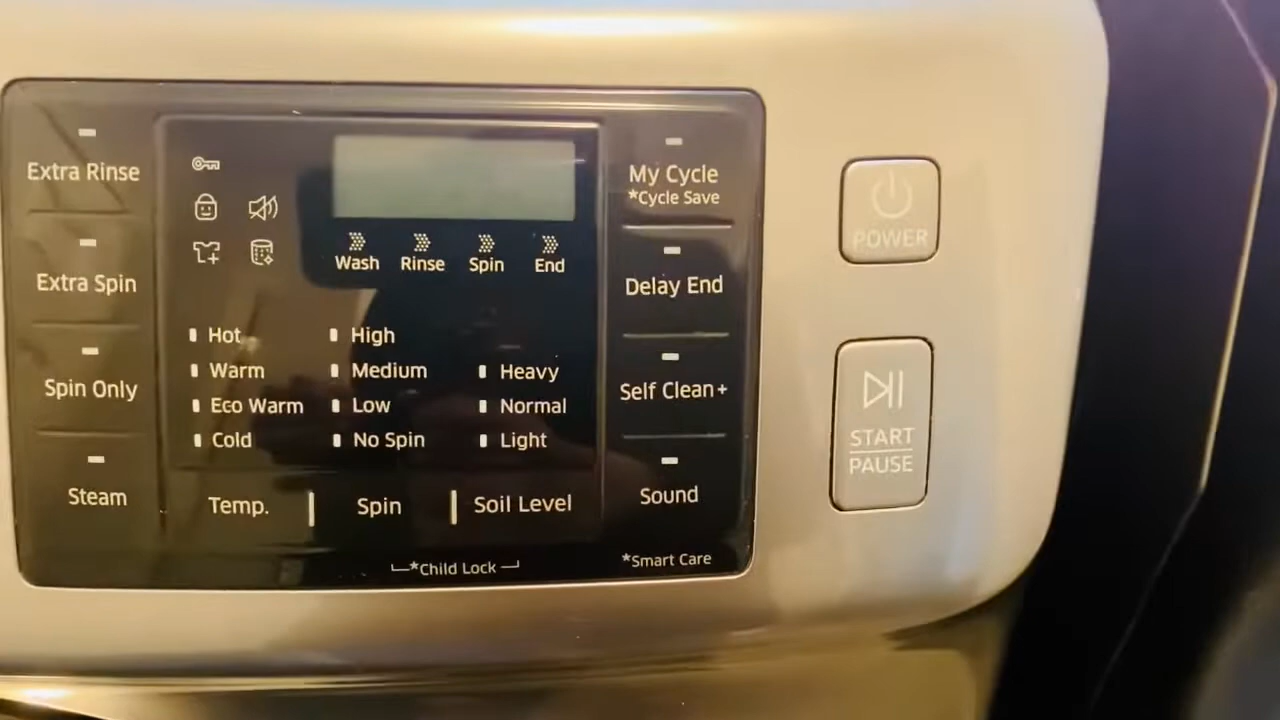 Extra Rinse
Extra Spin
Spin Only
Steam
Wash Rinse Spin End
Hot High
Warm Medium Heavy
Eco Warm Low Normal
Cold No Spin Light
Temp. Spin Soil Level
*Child Lock
My Cycle
*Cycle Save
Delay End
Self Clean+
Sound
*Smart Care
POWER
START
PAUSE